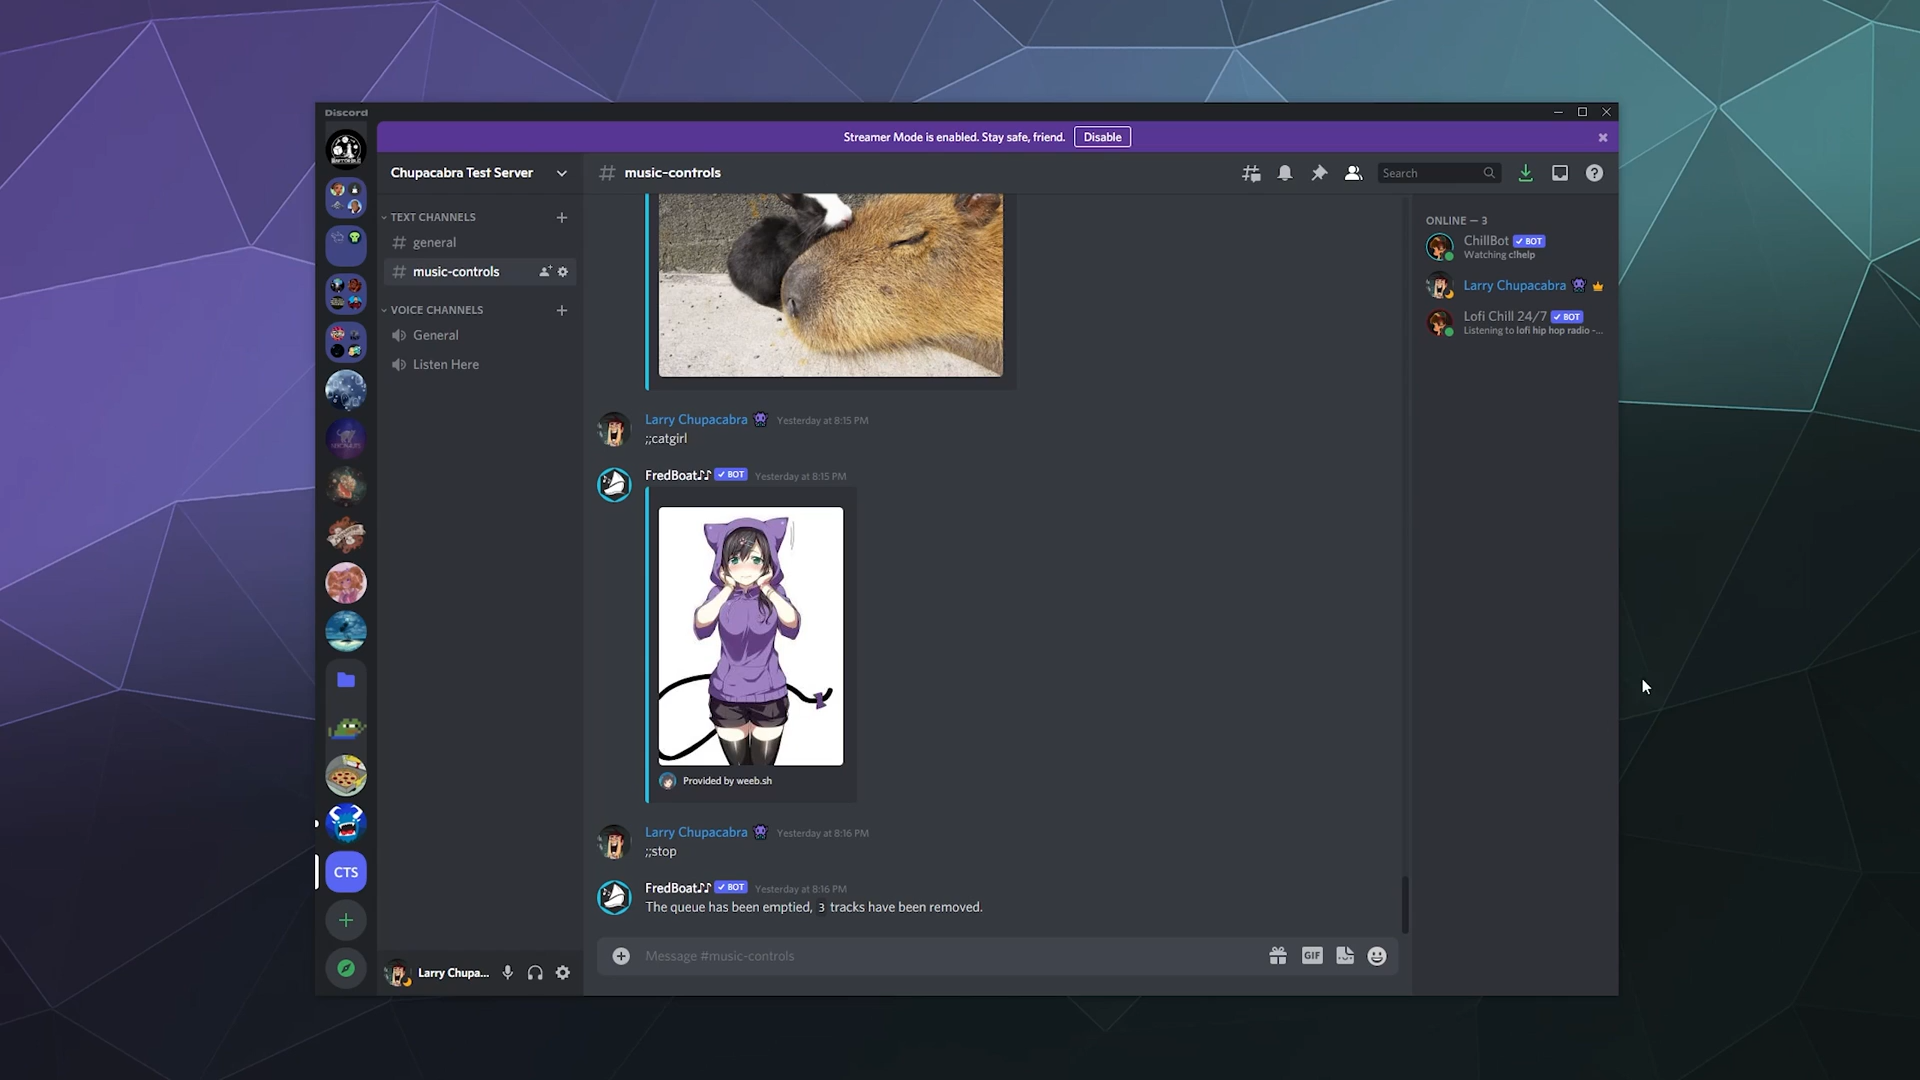 Discord
Streamer Mode is enabled. Stay safe, friend.
Disable
Chupacabra Test Server
music-controls
Search
TEXT CHANNELS
general
music-controls
VOICE CHANNELS
General
Listen Here
Larry Chupacabra Yesterday at 8:15 PM
;;catgirl
FredBoat♪♪ ✓ BOT Yesterday at 8:15 PM
Provided by weeb.sh
Larry Chupacabra Yesterday at 8:16 PM
;;stop
FredBoat♪♪ ✓ BOT Yesterday at 8:16 PM
The queue has been emptied, 3 tracks have been removed.
Message #music-controls
GIF
ONLINE — 3
ChillBot ✓ BOT
Watching c!help
Larry Chupacabra
Lofi Chill 24/7 ✓ BOT
Listening to lofi hip hop radio -...
CTS
Larry Chupa...